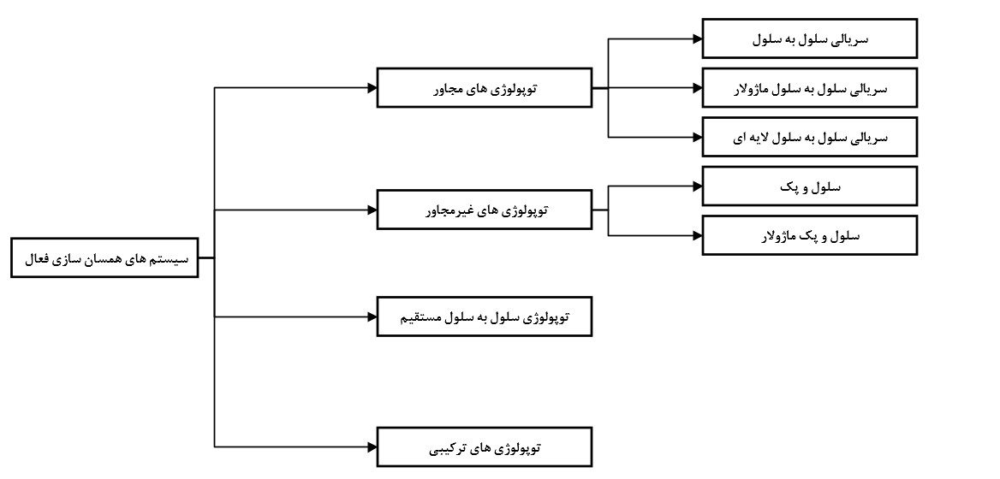 سیستم های همسان سازی فعال
توپولوژی های مجاور
سریالی سلول به سلول
سریالی سلول به سلول ماژولار
سریالی سلول به سلول لایه ای
توپولوژی های غیرمجاور
سلول و پک
سلول و پک ماژولار
توپولوژی سلول به سلول مستقیم
توپولوژی های ترکیبی